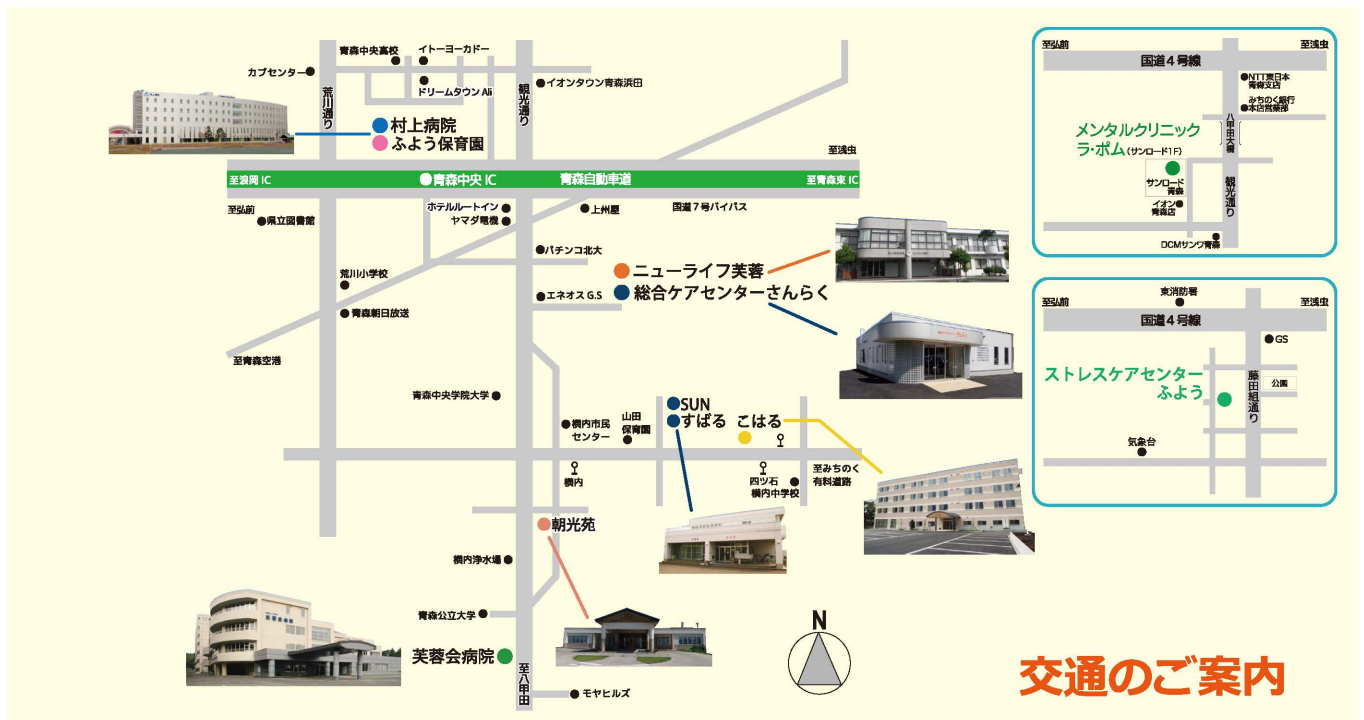 青森中央高校
イトーヨーカドー
カブセンター
ドリームタウン Ali
イオンタウン青森浜田
荒川通り
観光通り
村上病院
ふよう保育園
至浅虫
至浪岡 IC
青森中央 IC
青森自動車道
至青森東 IC
至弘前
県立図書館
ホテルルートイン
ヤマダ電機
上州屋
国道７号バイパス
パチンコ北大
荒川小学校
ニューライフ芙蓉
総合ケアセンターさんらく
エネオス G.S
青森朝日放送
至青森空港
青森中央学院大学
横内市民
センター
山田
保育園
SUN
すばる
こはる
横内
四ツ石
横内中学校
至みちのく
有料道路
朝光苑
横内浄水場
青森公立大学
芙蓉会病院
至八甲田
モヤヒルズ
N
交通のご案内
至弘前
至浅虫
国道４号線
NTT東日本
青森支店
みちのく銀行
本店営業部
八甲田大橋
メンタルクリニック
ラ・ポム(サンロード1F)
サンロード
青森
イオン
青森店
観光通り
DCMサンワ青森
東消防署
至弘前
至浅虫
国道４号線
GS
ストレスケアセンター
ふよう
藤田組通り
公園
気象台